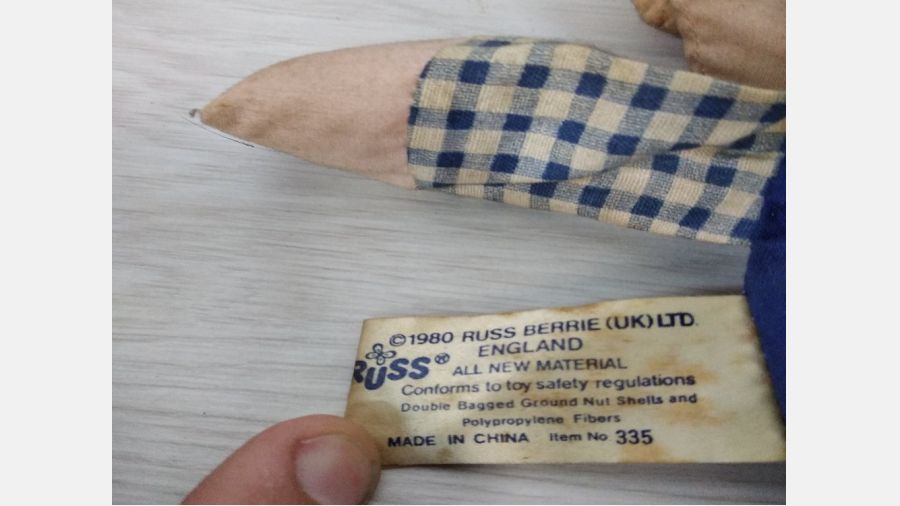 ©1980 RUSS BERRIE (UK) LTD.
ENGLAND
RUSS®
ALL NEW MATERIAL
Conforms to toy safety regulations
Double Bagged Ground Nut Shells and
Polypropylene Fibers
MADE IN CHINA Item No 335